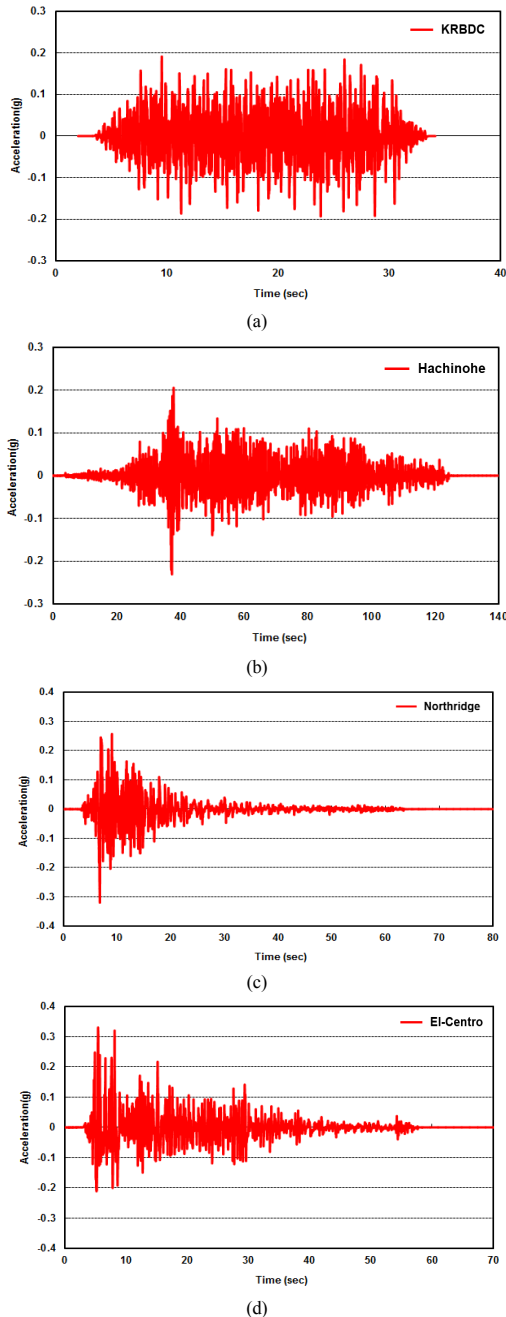 0.3
KRBDC
0.2
0.1
0
-0.1
-0.2
-0.3
Acceleration(g)
0 10 20 30 40
Time (sec)
(a)
0.3
Hachinohe
0.2
0.1
0
-0.1
-0.2
-0.3
Acceleration(g)
0 20 40 60 80 100 120 140
Time (sec)
(b)
0.4
Northridge
0.3
0.2
0.1
0
-0.1
-0.2
-0.3
-0.4
Acceleration(g)
0 10 20 30 40 50 60 70 80
Time (sec)
(c)
0.4
El-Centro
0.3
0.2
0.1
0
-0.1
-0.2
-0.3
-0.4
Acceleration(g)
0 10 20 30 40 50 60 70
Time (sec)
(d)